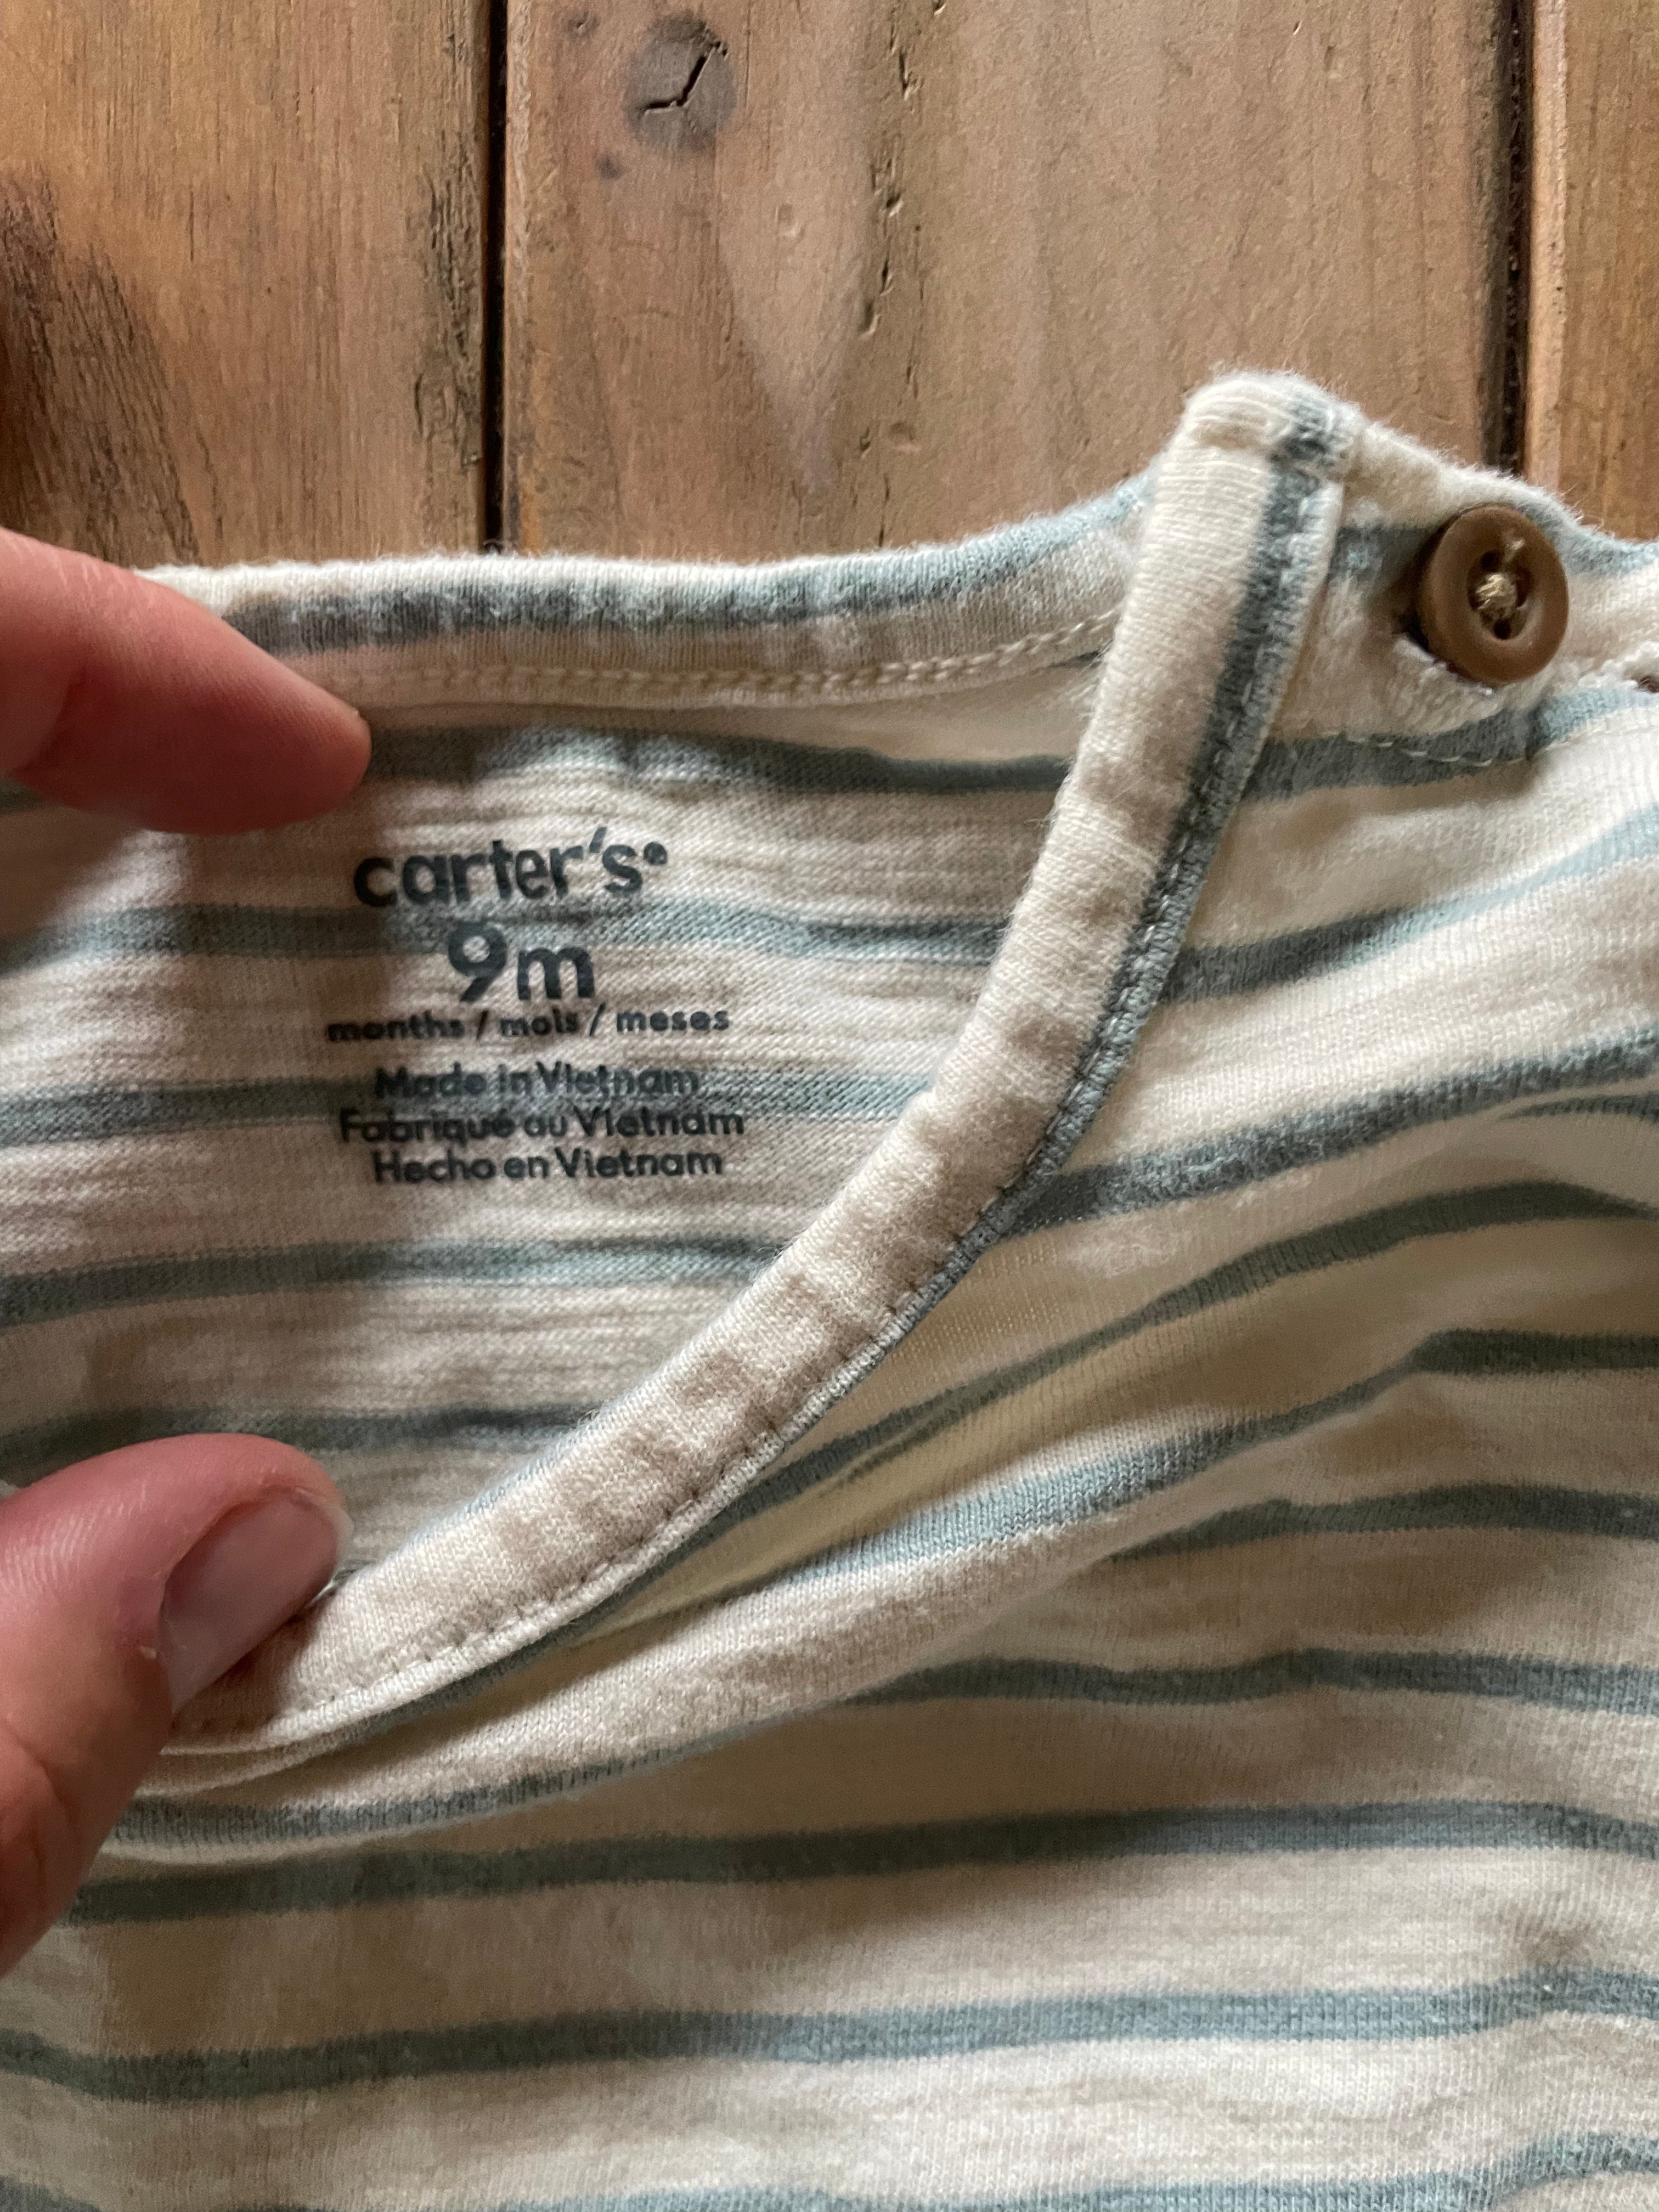 carter's
9m
months / mois / meses
Made in Vietnam
Fabriqué au Vietnam
Hecho en Vietnam